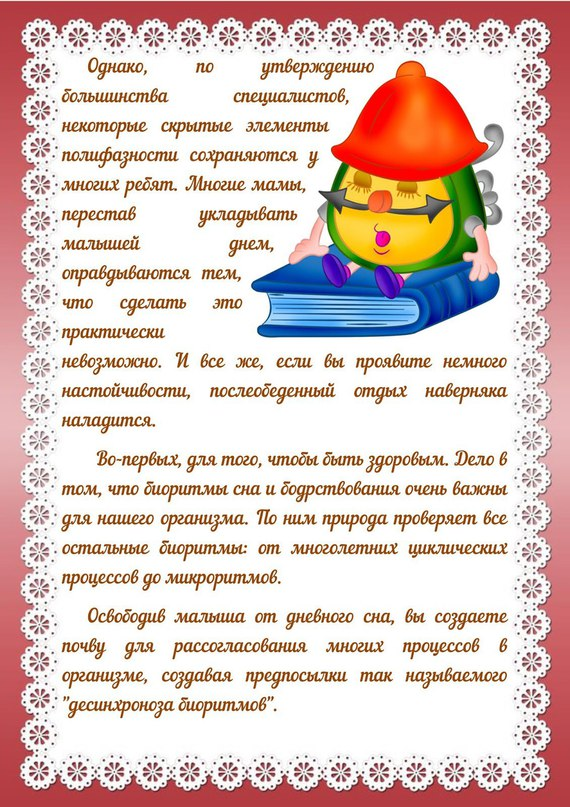 Однако, по утверждению
большинства специалистов,
некоторые скрытые элементы
полифазности сохраняются у
многих ребят. Многие мамы,
перестав укладывать
малышей днем,
оправдываются тем,
что сделать это
практически
невозможно. И все же, если вы проявите немного
настойчивости, послеобеденный отдых наверняка
наладится.
Во-первых, для того, чтобы быть здоровым. Дело в
том, что биоритмы сна и бодрствования очень важны
для нашего организма. По ним природа проверяет все
остальные биоритмы: от многолетних циклических
процессов до микроритмов.
Освободив малыша от дневного сна, вы создаете
почву для рассогласования многих процессов в
организме, создавая предпосылки так называемого
"десинхроноза биоритмов".